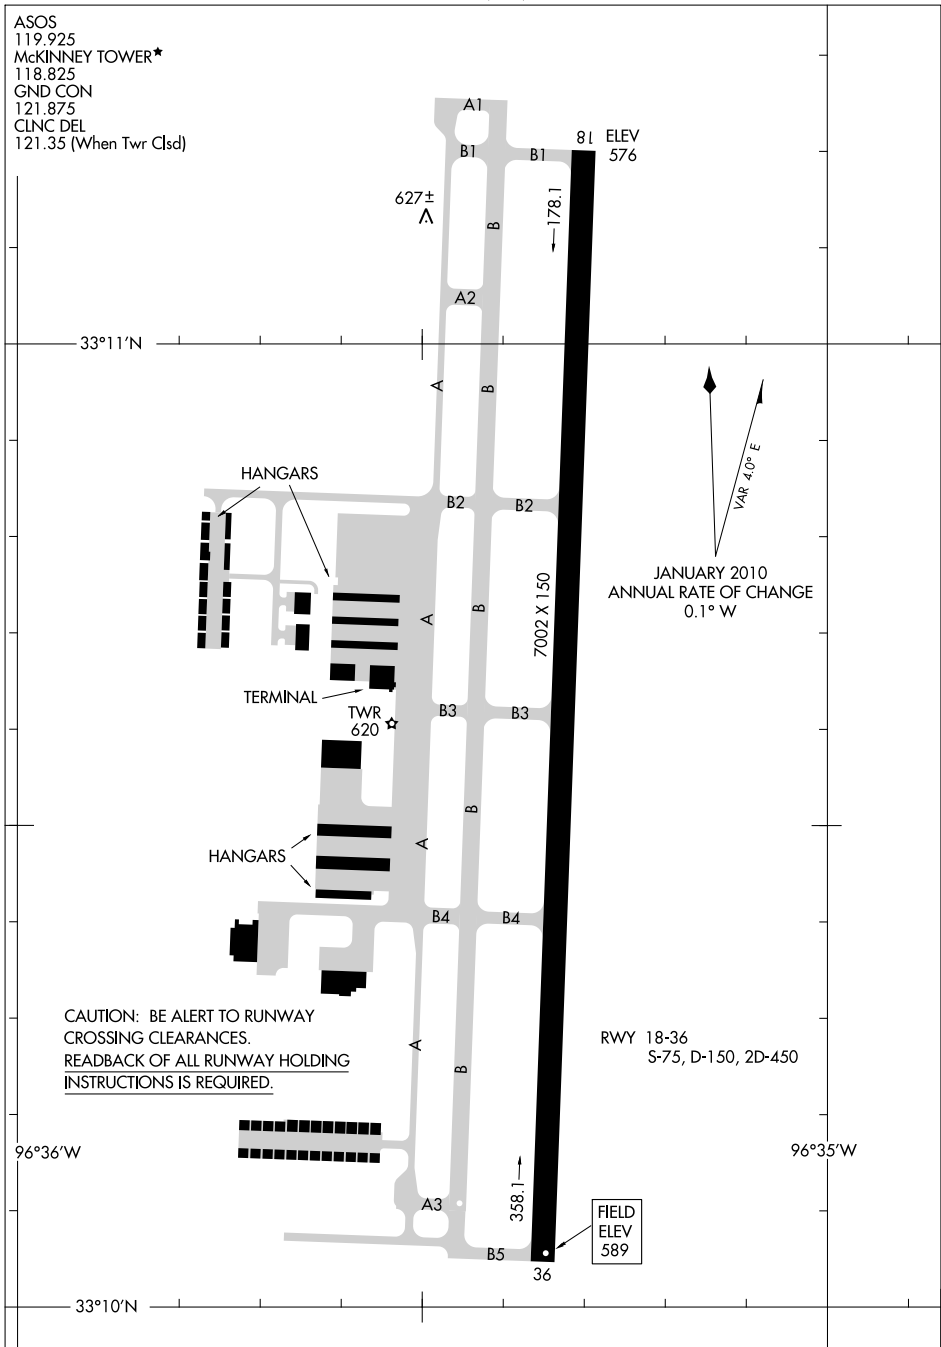 ASOS
119.925
McKINNEY TOWER★
118.825
GND CON
121.875
CLNC DEL
121.35 (When Twr Clsd)
A1
18
ELEV
576
B1
B1
627±
178.1
B
A2
33°11'N
A
B
VAR 4.0° E
HANGARS
B2
B2
JANUARY 2010
ANNUAL RATE OF CHANGE
0.1° W
7002 X 150
A
B
TERMINAL
TWR
620
B3
B3
B
A
HANGARS
B4
B4
CAUTION: BE ALERT TO RUNWAY
CROSSING CLEARANCES.
READBACK OF ALL RUNWAY HOLDING
INSTRUCTIONS IS REQUIRED.
A
B
RWY 18-36
S-75, D-150, 2D-450
96°36'W
96°35'W
358.1
A3
FIELD
ELEV
589
B5
36
33°10'N